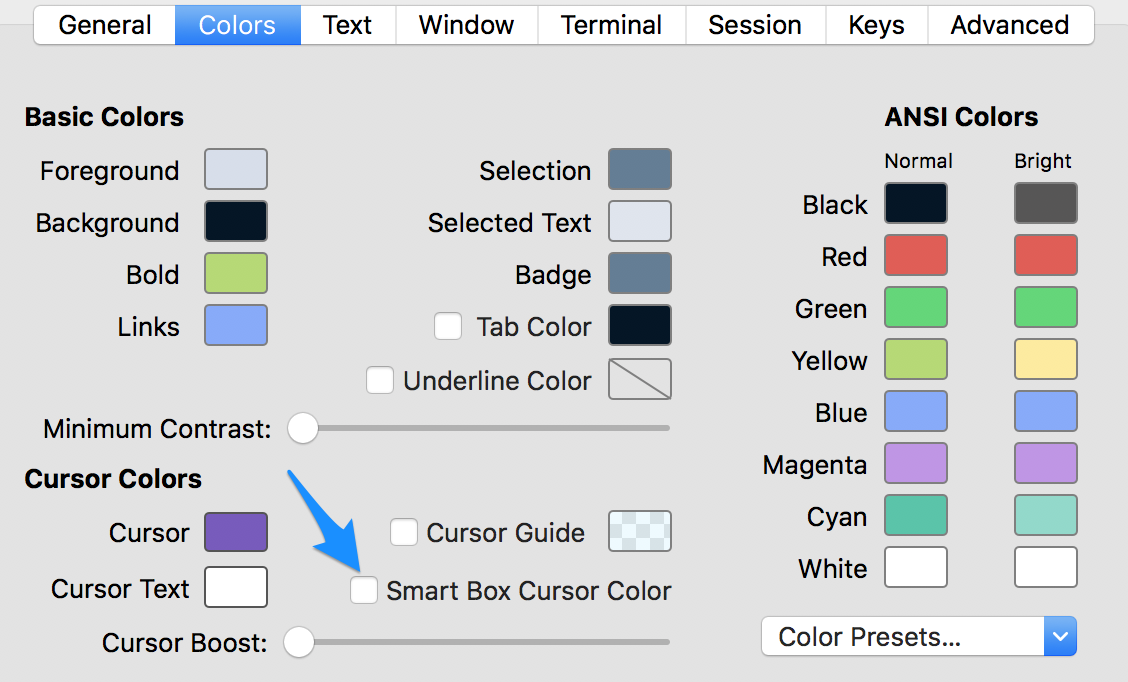 General Colors Text Window Terminal Session Keys Advanced
Basic Colors
Foreground
Background
Bold
Links
Selection
Selected Text
Badge
Tab Color
Underline Color
Minimum Contrast:
Cursor Colors
Cursor
Cursor Text
Cursor Guide
Smart Box Cursor Color
Cursor Boost:
ANSI Colors
Normal Bright
Black
Red
Green
Yellow
Blue
Magenta
Cyan
White
Color Presets...